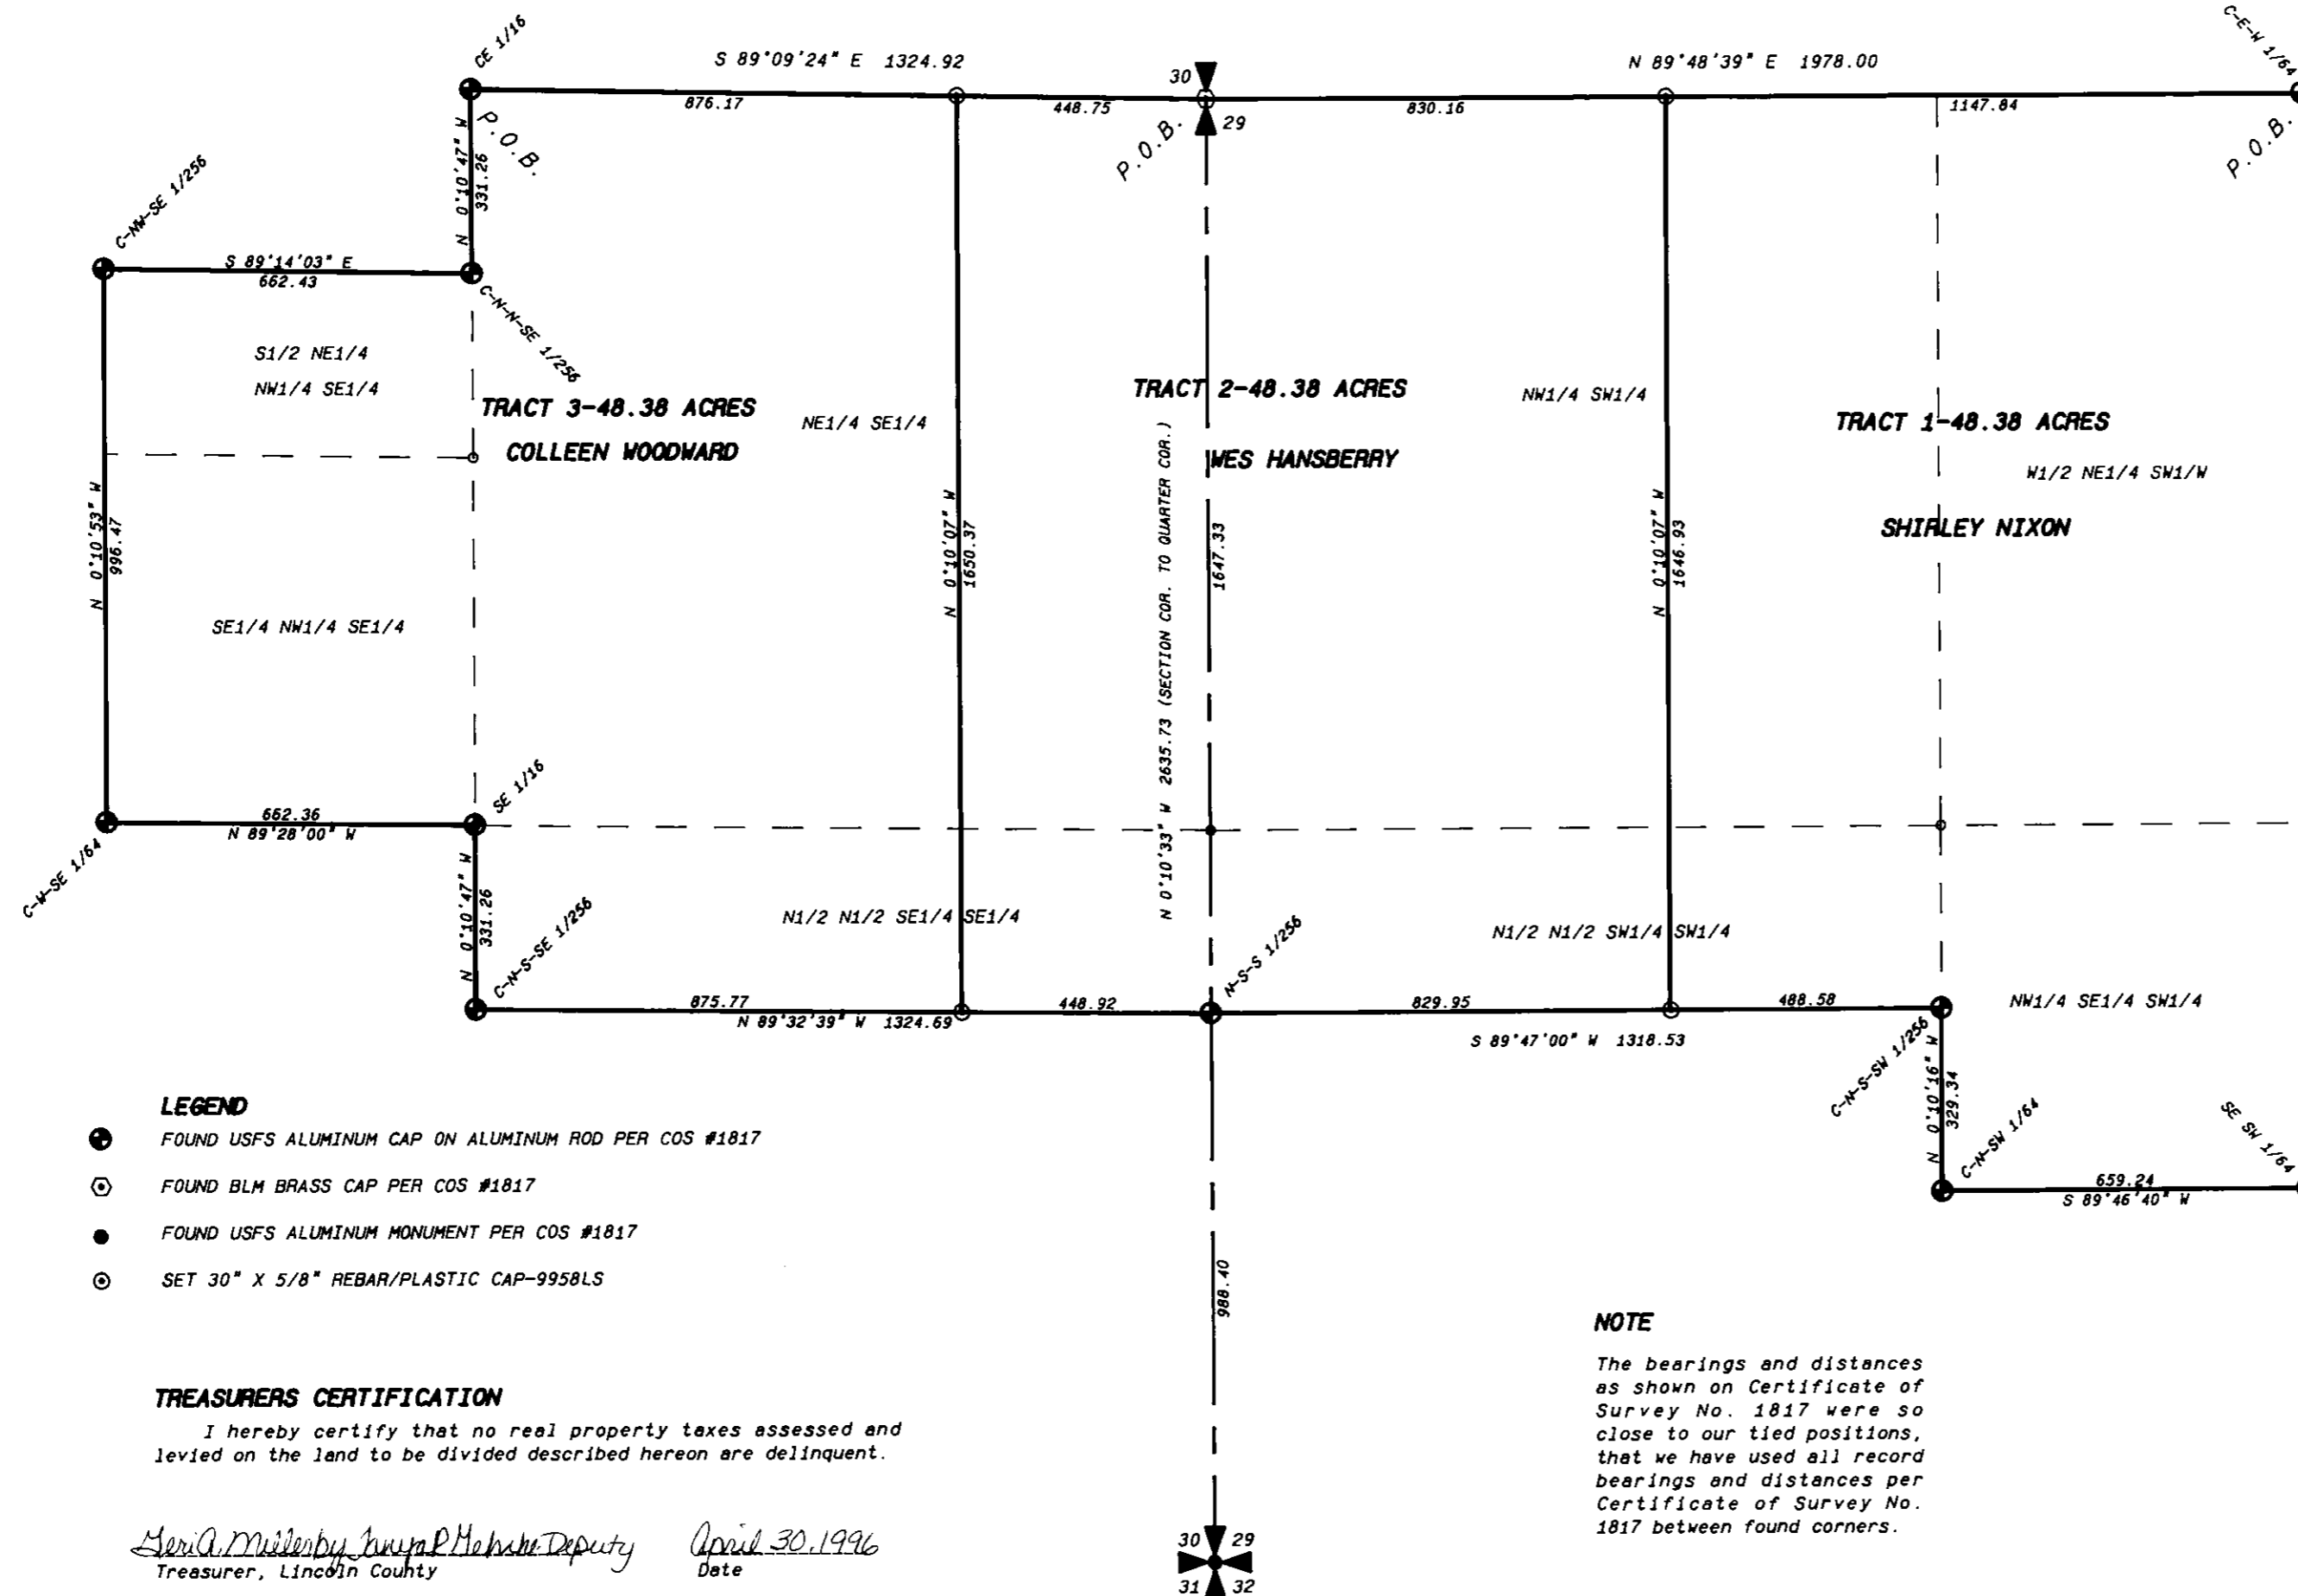 CE 1/16
S 89°09'24" E 1324.92
30
N 89°48'39" E 1978.00
C-E-W 1/64
876.17
448.75
29
830.16
1147.84
P.O.B.
P.O.B.
P.O.B.
N 0°10'47" W
331.26
C-NW-SE 1/256
S 89°14'03" E
662.43
C-N-N-SE 1/256
S1/2 NE1/4
NW1/4 SE1/4
TRACT 3-48.38 ACRES
COLLEEN WOODWARD
NE1/4 SE1/4
TRACT 2-48.38 ACRES
WES HANSBERRY
NW1/4 SW1/4
TRACT 1-48.38 ACRES
W1/2 NE1/4 SW1/W
SHIRLEY NIXON
N 0°10'53" W
996.47
N 0°10'07" W
1650.37
N 0°10'33" W 2635.73 (SECTION COR. TO QUARTER COR.)
1647.33
N 0°10'07" W
1646.93
SE1/4 NW1/4 SE1/4
SE 1/16
662.36
N 89°28'00" W
C-W-SE 1/64
N 0°10'47" W
331.26
C-N-S-SE 1/256
N1/2 N1/2 SE1/4 SE1/4
N-S-S 1/256
N1/2 N1/2 SW1/4 SW1/4
875.77
N 89°32'39" W 1324.69
448.92
829.95
488.58
S 89°47'00" W 1318.53
NW1/4 SE1/4 SW1/4
C-N-S-SW 1/256
N 0°10'16" W
329.34
C-N-SW 1/64
SE SW 1/64
659.24
S 89°46'40" W
988.40
LEGEND
FOUND USFS ALUMINUM CAP ON ALUMINUM ROD PER COS #1817
FOUND BLM BRASS CAP PER COS #1817
FOUND USFS ALUMINUM MONUMENT PER COS #1817
SET 30" X 5/8" REBAR/PLASTIC CAP-9958LS
NOTE
The bearings and distances
as shown on Certificate of
Survey No. 1817 were so
close to our tied positions,
that we have used all record
bearings and distances per
Certificate of Survey No.
1817 between found corners.
TREASURERS CERTIFICATION
I hereby certify that no real property taxes assessed and
levied on the land to be divided described hereon are delinquent.
Deputy April 30, 1996
Treasurer, Lincoln County Date
30 29
31 32